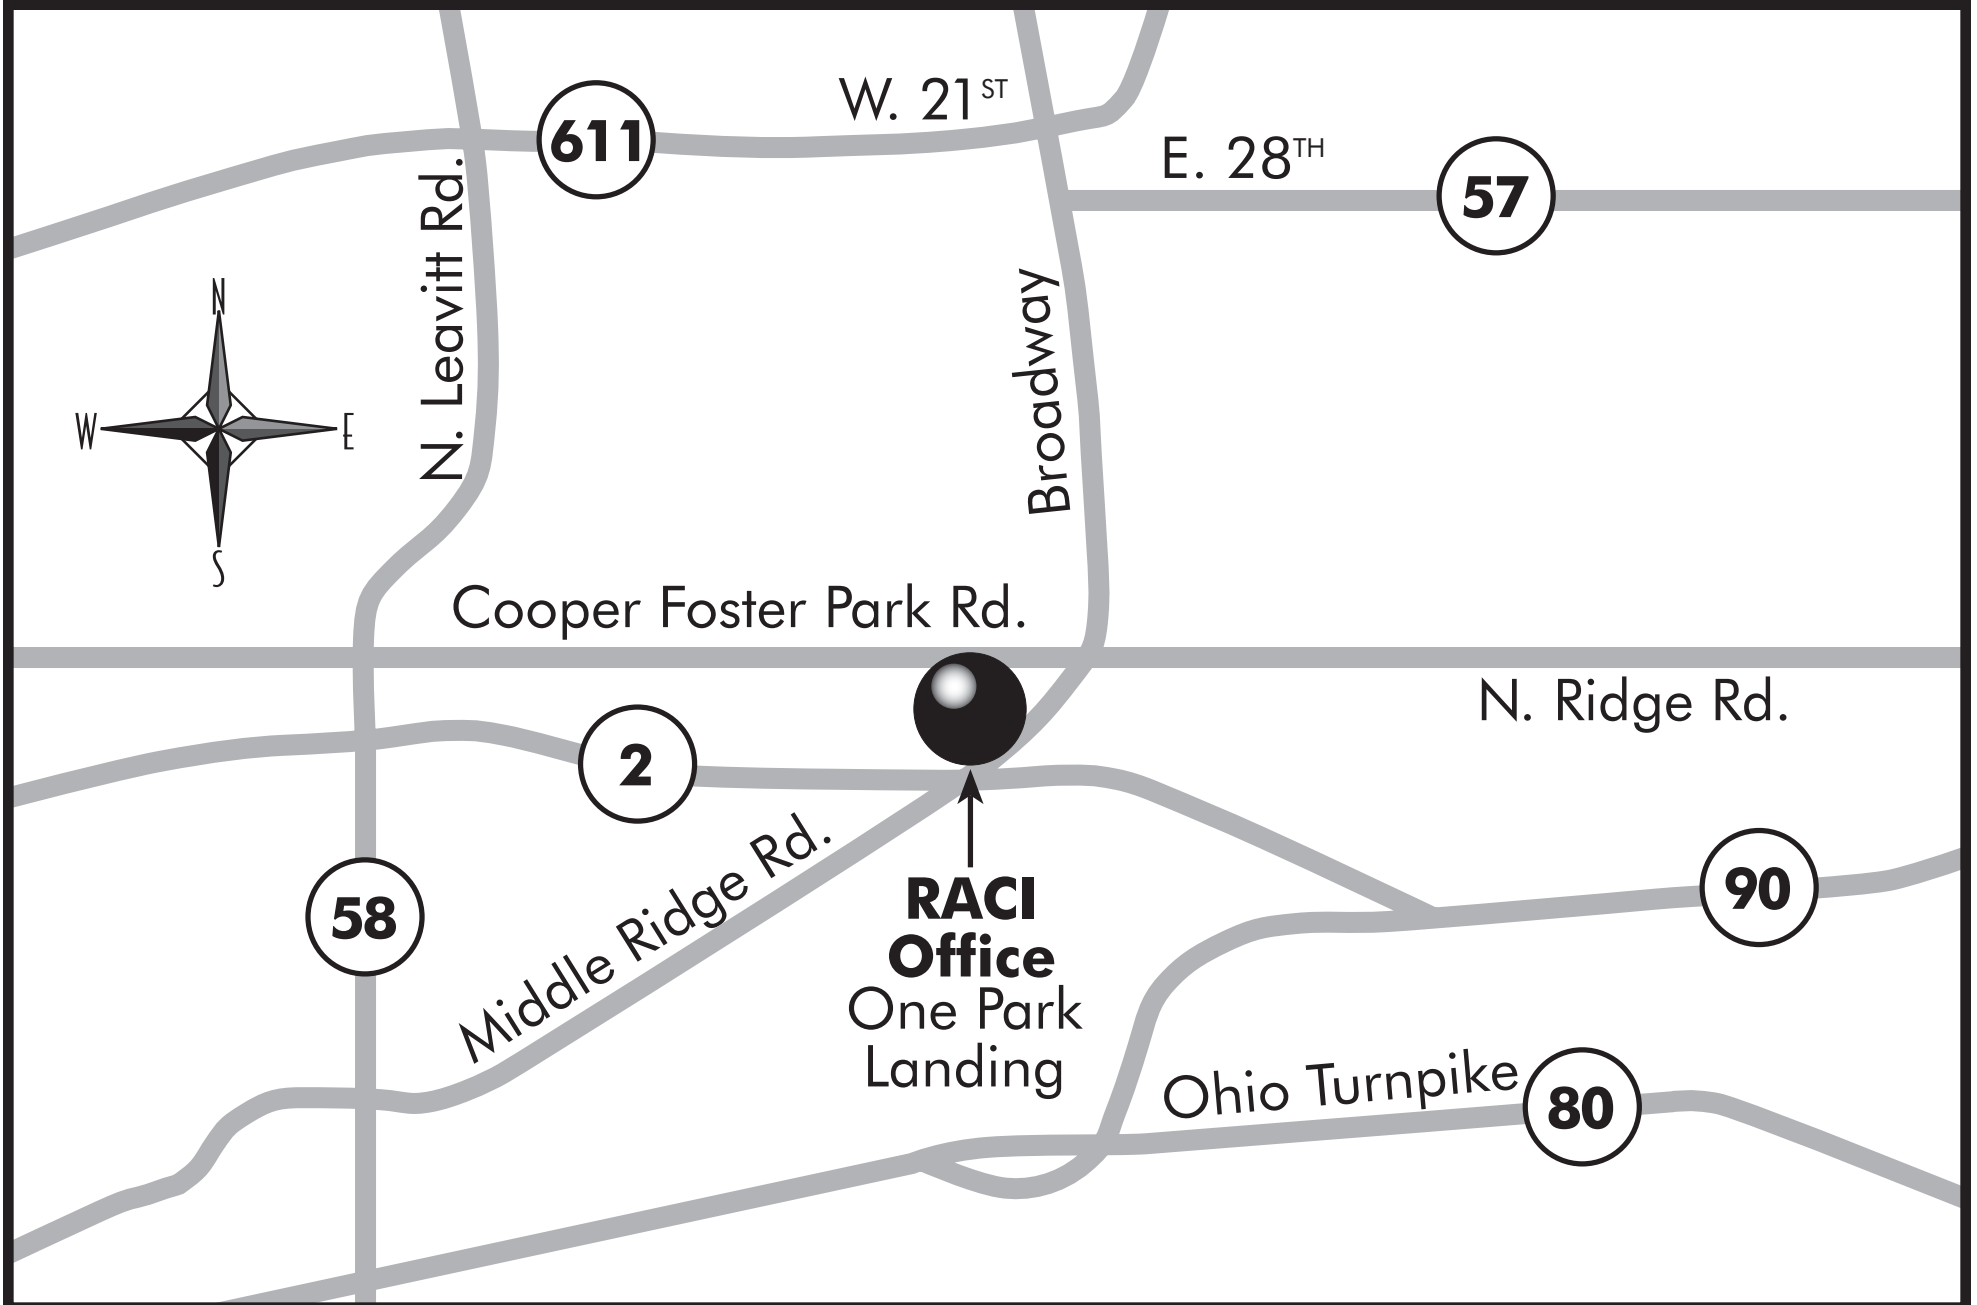 W. 21ST
611
E. 28TH
57
N. Leavitt Rd.
Broadway
N
W
E
S
Cooper Foster Park Rd.
N. Ridge Rd.
2
Middle Ridge Rd.
58
RACI
Office
One Park
Landing
90
Ohio Turnpike
80